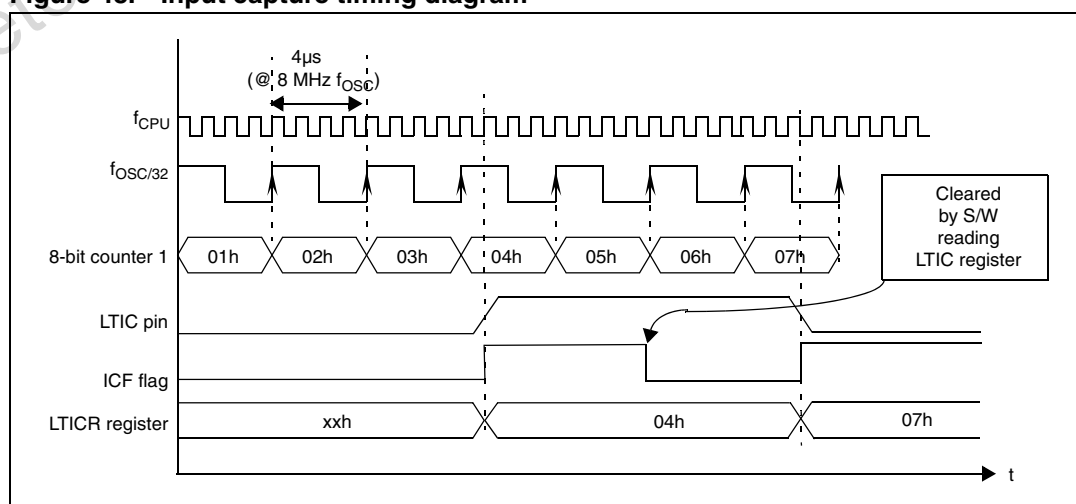 Figure 48. Input capture timing diagram
4µs
(@ 8 MHz fOSC)
fCPU
fOSC/32
Cleared
by S/W
reading
LTIC register
8-bit counter 1
01h 02h 03h 04h 05h 06h 07h
LTIC pin
ICF flag
LTICR register
xxh 04h 07h
t